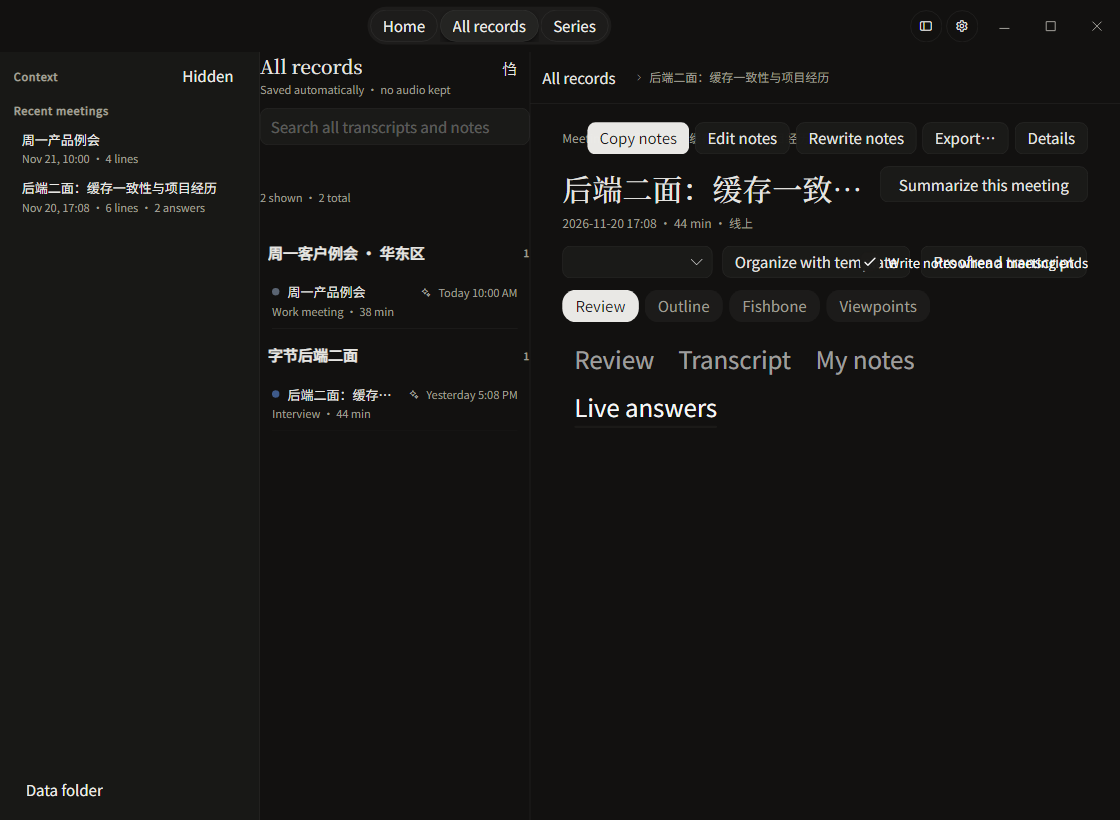 Home All records Series
Context Hidden
Recent meetings
周一产品例会
Nov 21, 10:00 • 4 lines
后端二面：缓存一致性与项目经历
Nov 20, 17:08 • 6 lines • 2 answers
Data folder
All records 恰
Saved automatically • no audio kept
Search all transcripts and notes
2 shown • 2 total
周一客户例会 • 华东区 1
周一产品例会 Today 10:00 AM
Work meeting • 38 min
字节后端二面 1
后端二面：缓存⋯ Yesterday 5:08 PM
Interview • 44 min
All records › 后端二面：缓存一致性与项目经历
Copy notes Edit notes Rewrite notes Export⋯ Details
后端二面：缓存一致⋯ Summarize this meeting
2026-11-20 17:08 • 44 min • 线上
Organize with Write notes when a meeting ends Proofread transcript
Review Outline Fishbone Viewpoints
Review Transcript My notes
Live answers